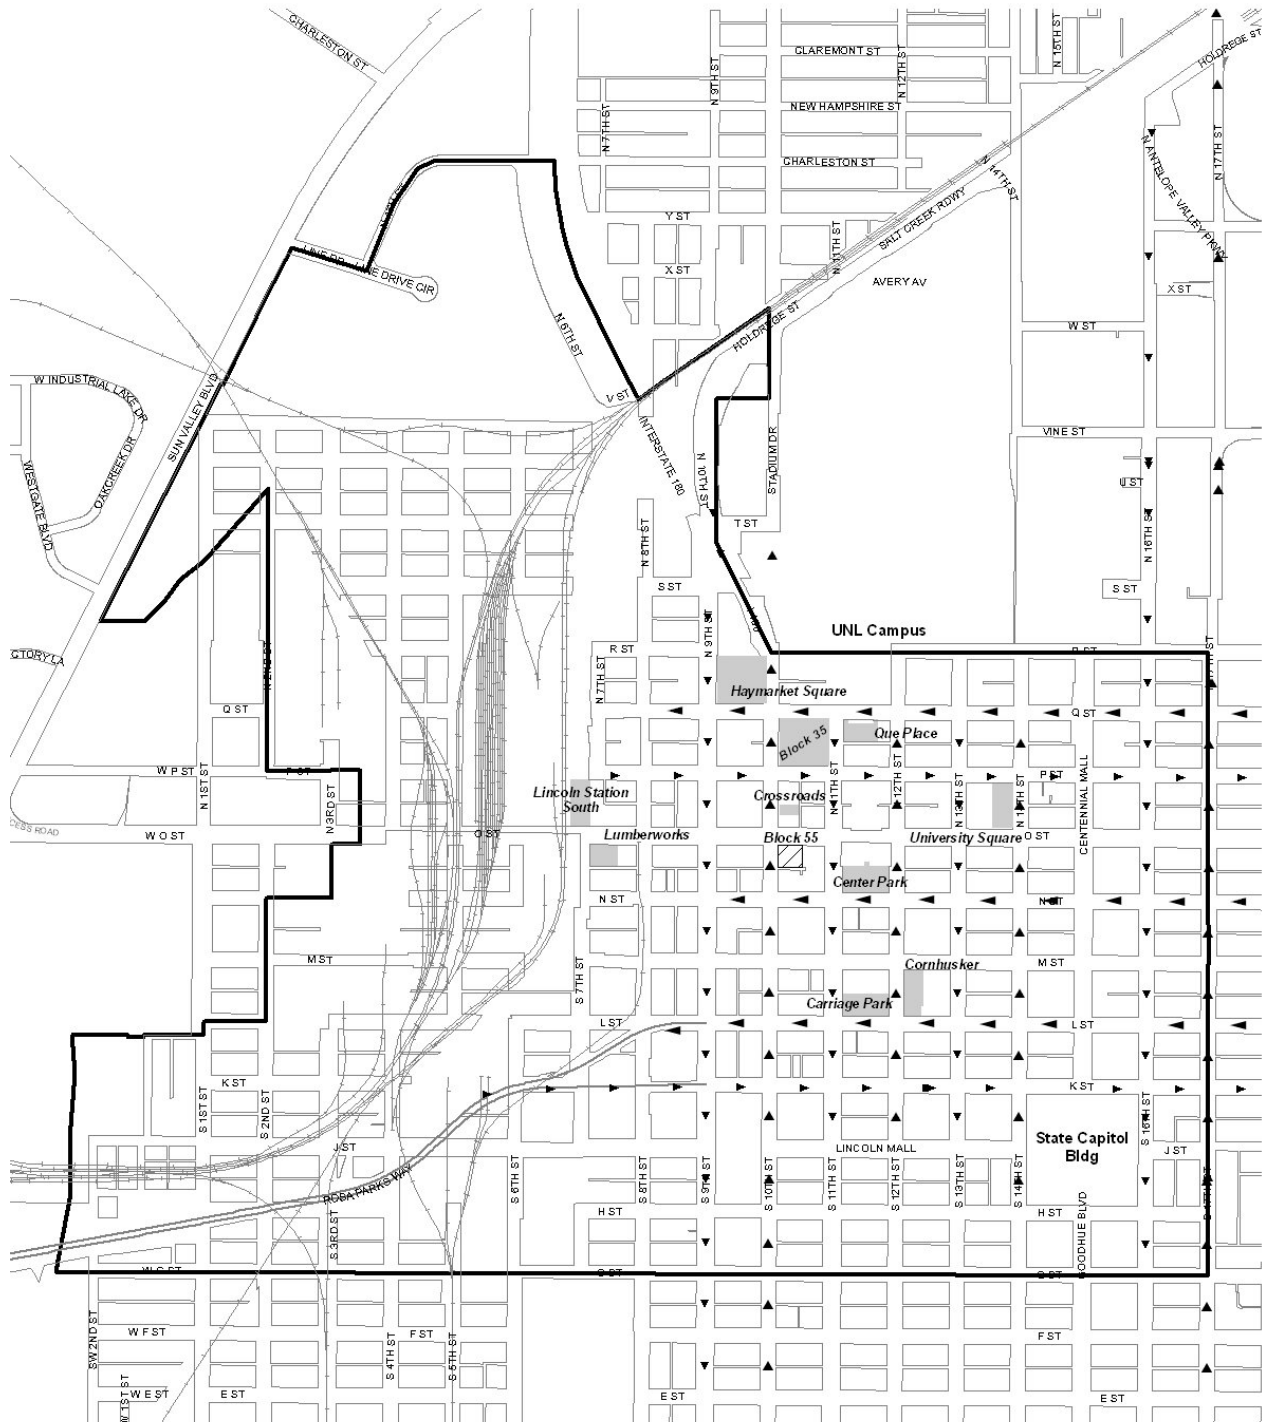 CHARLESTON ST
CLAREMONT ST
N 15TH ST
HOLDREGE ST
N 9TH ST
N 12TH ST
NEW HAMPSHIRE ST
N 7TH ST
CHARLESTON ST
N 14TH ST
N 17TH ST
N ANTELOPE VALLEY PKWY
SALT CREEK RDWY
Y ST
N 11TH ST
X ST
AVERY AV
X ST
LINE DRIVE CIR
W ST
HOLDREGE ST
N 6TH ST
W INDUSTRIAL LAKE DR
SUN VALLEY BLVD
V ST
OAKCREEK DR
WESTGATE BLVD
INTERSTATE 180
N 10TH ST
STADIUM DR
VINE ST
U ST
T ST
N 8TH ST
N 16TH ST
S ST
S ST
N 9TH ST
UNL Campus
R ST
N 7TH ST
N 2ND ST
Haymarket Square
Q ST
Q ST
Que Place
Block 35
W P ST
P ST
N 1ST ST
N 11TH ST
N 12TH ST
N 13TH ST
CENTENNIAL MALL
Lincoln Station
South
Crossroads
N 3RD ST
CESS ROAD
W O ST
O ST
Lumberworks
Block 55
University Square
O ST
Center Park
N ST
N ST
M ST
M ST
Cornhusker
S 7TH ST
Carriage Park
L ST
L ST
K ST
K ST
S 1ST ST
S 2ND ST
S 16TH ST
State Capitol
Bldg
J ST
LINCOLN MALL
J ST
ROSA PARKS WAY
S 6TH ST
S 8TH ST
S 9TH ST
S 10TH ST
S 11TH ST
S 12TH ST
S 13TH ST
S 14TH ST
S 17TH ST
H ST
H ST
S 3RD ST
GOODHUE BLVD
SW 2ND ST
W F ST
F ST
F ST
S 4TH ST
S 5TH ST
W E ST
E ST
E ST
E ST